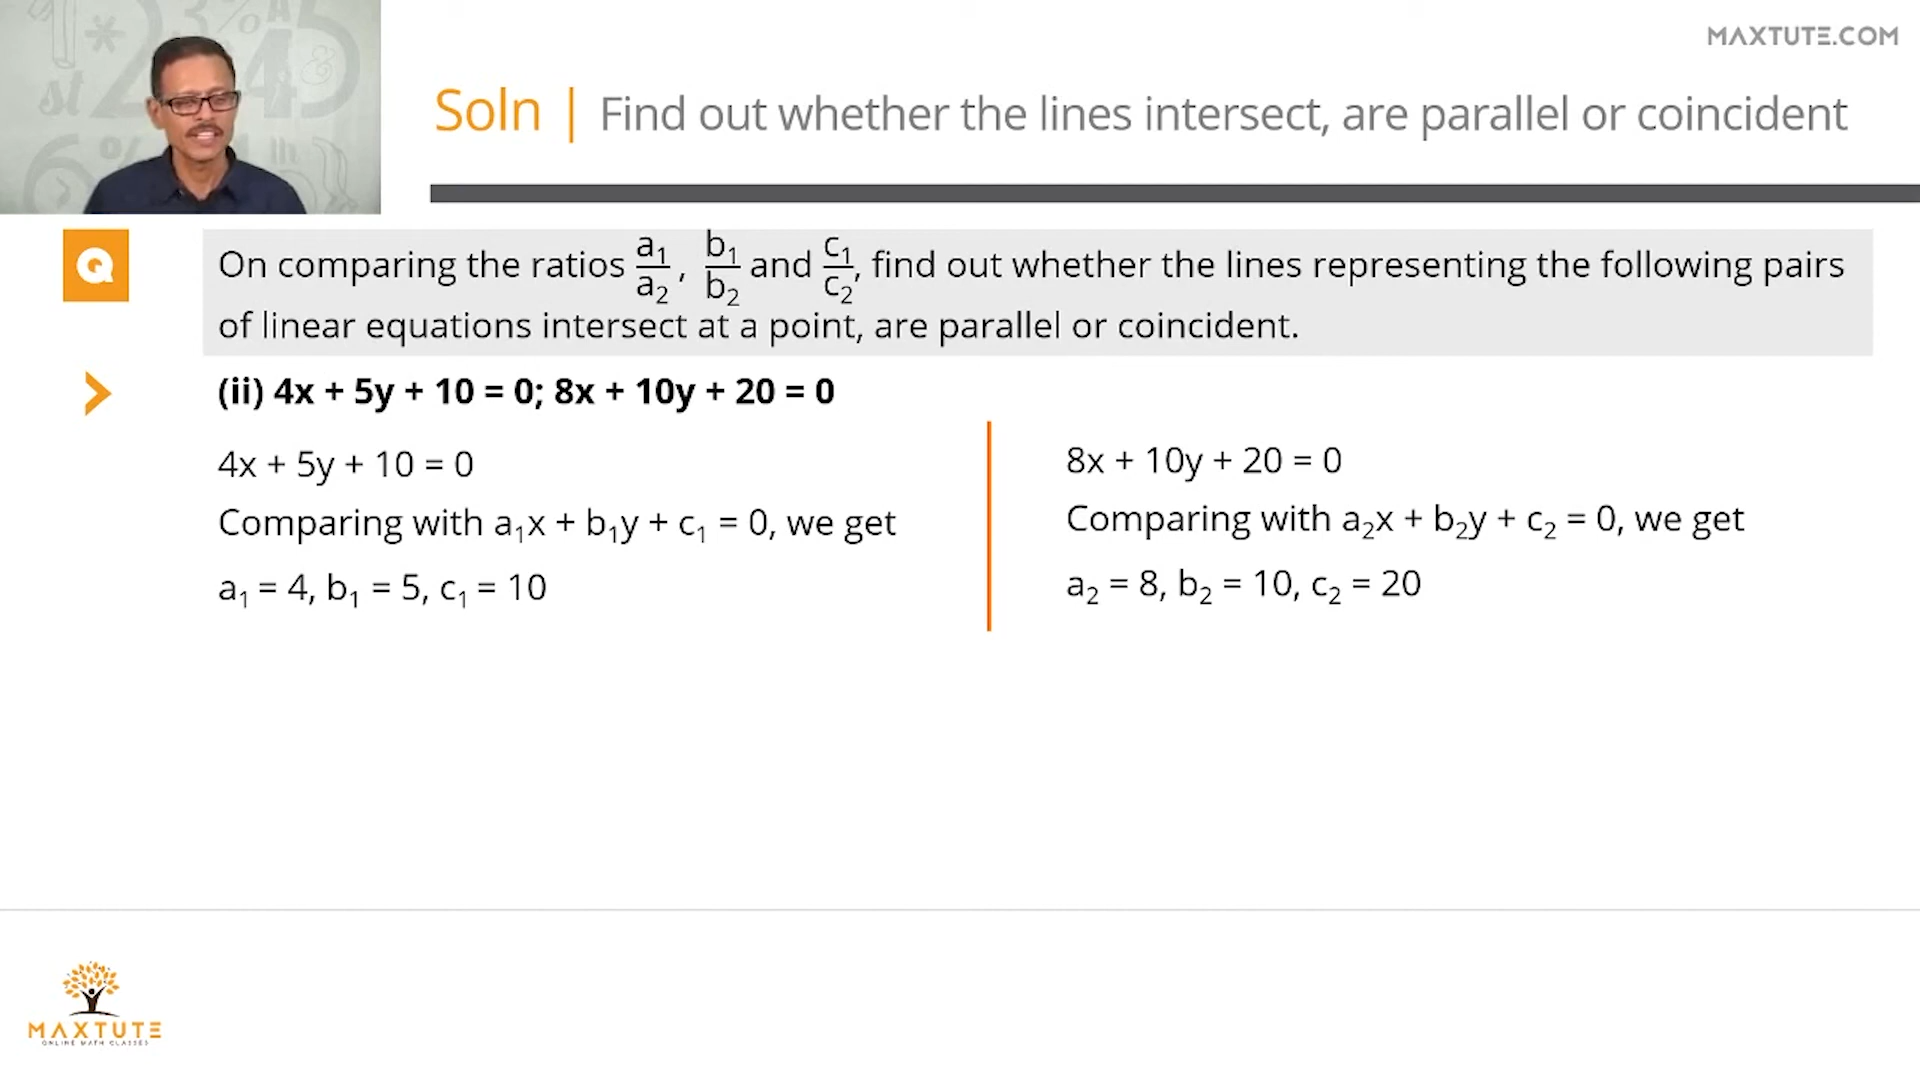 MAXTUTE.COM
Soln | Find out whether the lines intersect, are parallel or coincident
Q
On comparing the ratios a₁/a₂, b₁/b₂ and c₁/c₂, find out whether the lines representing the following pairs
of linear equations intersect at a point, are parallel or coincident.
(ii) 4x + 5y + 10 = 0; 8x + 10y + 20 = 0
4x + 5y + 10 = 0
Comparing with a₁x + b₁y + c₁ = 0, we get
a₁ = 4, b₁ = 5, c₁ = 10
8x + 10y + 20 = 0
Comparing with a₂x + b₂y + c₂ = 0, we get
a₂ = 8, b₂ = 10, c₂ = 20
MAXTUTE
ONLINE MATH CLASSES